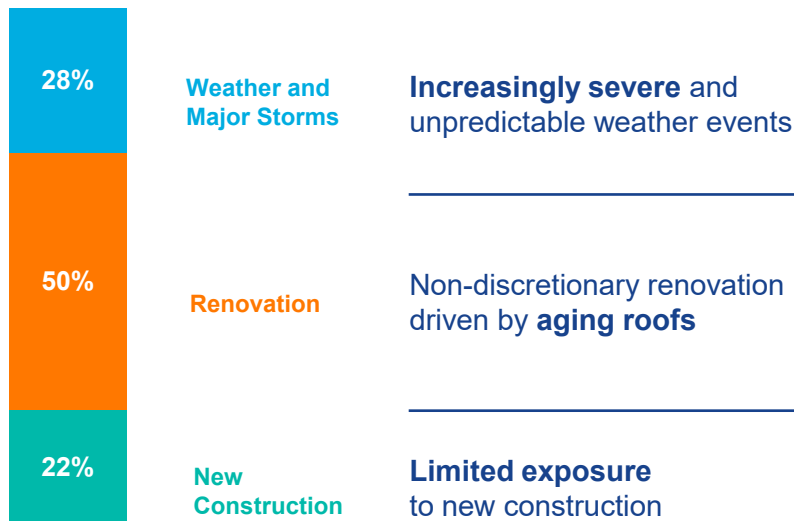 28%
Weather and
Major Storms
Increasingly severe and
unpredictable weather events
50%
Renovation
Non-discretionary renovation
driven by aging roofs
22%
New
Construction
Limited exposure
to new construction